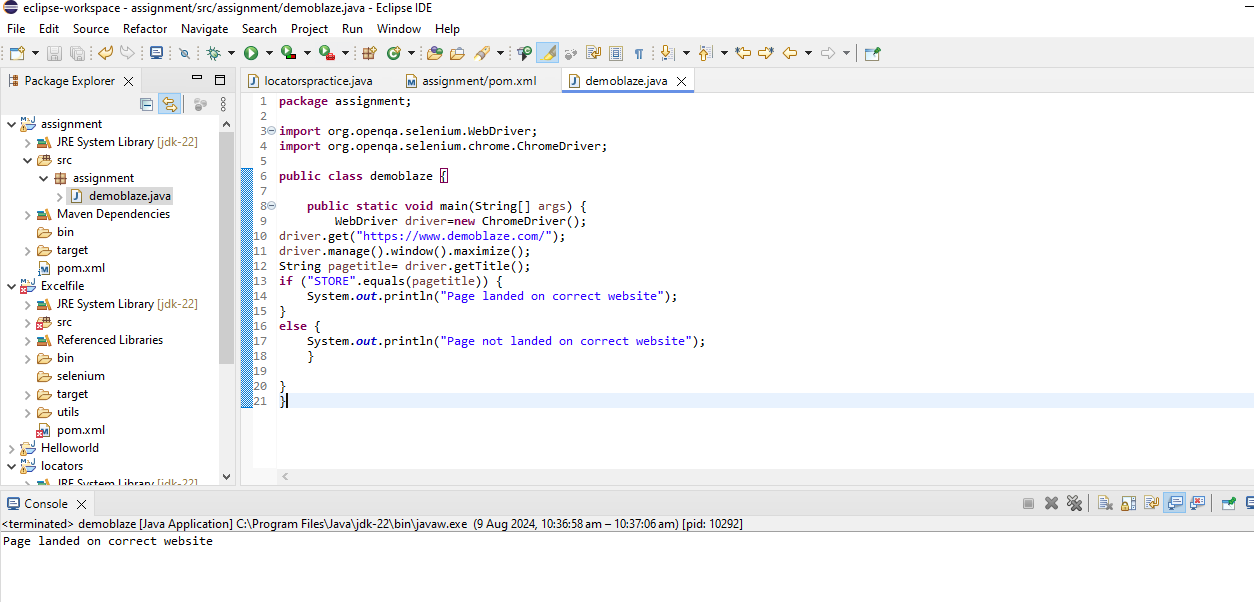 eclipse-workspace - assignment/src/assignment/demoblaze.java - Eclipse IDE
File Edit Source Refactor Navigate Search Project Run Window Help
Package Explorer
locatorspractice.java assignment/pom.xml demoblaze.java
assignment
JRE System Library [jdk-22]
src
assignment
demoblaze.java
Maven Dependencies
bin
target
pom.xml
Excelfile
JRE System Library [jdk-22]
src
Referenced Libraries
bin
selenium
target
utils
pom.xml
Helloworld
locators
JRE System Library [jdk-22]
1 package assignment;
2
3 import org.openqa.selenium.WebDriver;
4 import org.openqa.selenium.chrome.ChromeDriver;
5
6 public class demoblaze {
7
8     public static void main(String[] args) {
9         WebDriver driver=new ChromeDriver();
10 driver.get("https://www.demoblaze.com/");
11 driver.manage().window().maximize();
12 String pagetitle= driver.getTitle();
13 if ("STORE".equals(pagetitle)) {
14     System.out.println("Page landed on correct website");
15 }
16 else {
17     System.out.println("Page not landed on correct website");
18     }
19
20 }
21 }
Console
<terminated> demoblaze [Java Application] C:\Program Files\Java\jdk-22\bin\javaw.exe (9 Aug 2024, 10:36:58 am – 10:37:06 am) [pid: 10292]
Page landed on correct website